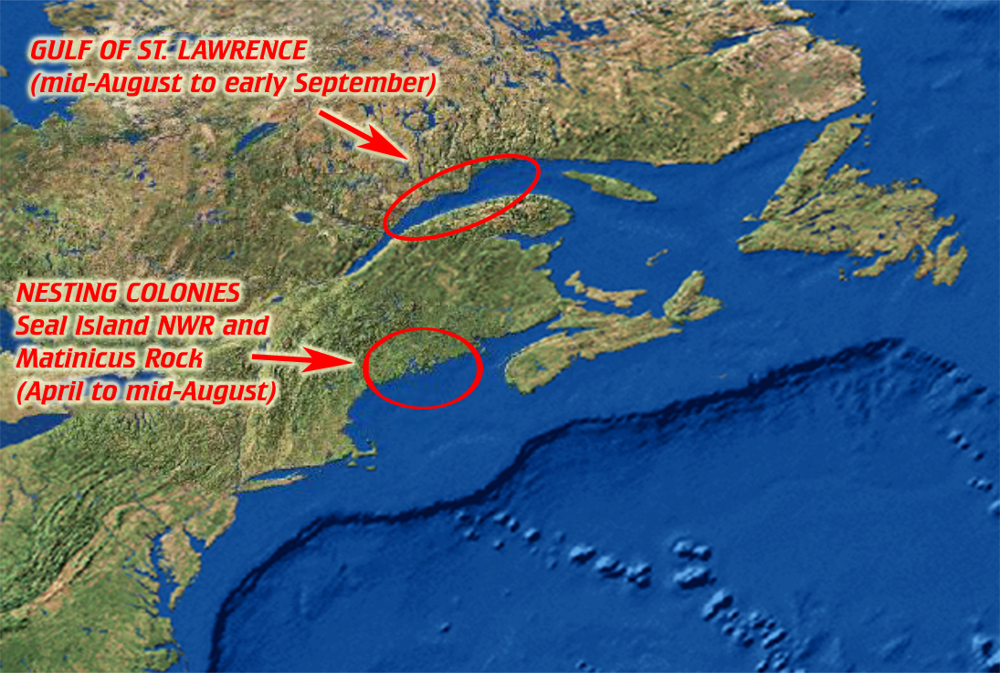 GULF OF ST. LAWRENCE
(mid-August to early September)
NESTING COLONIES
Seal Island NWR and
Matinicus Rock
(April to mid-August)